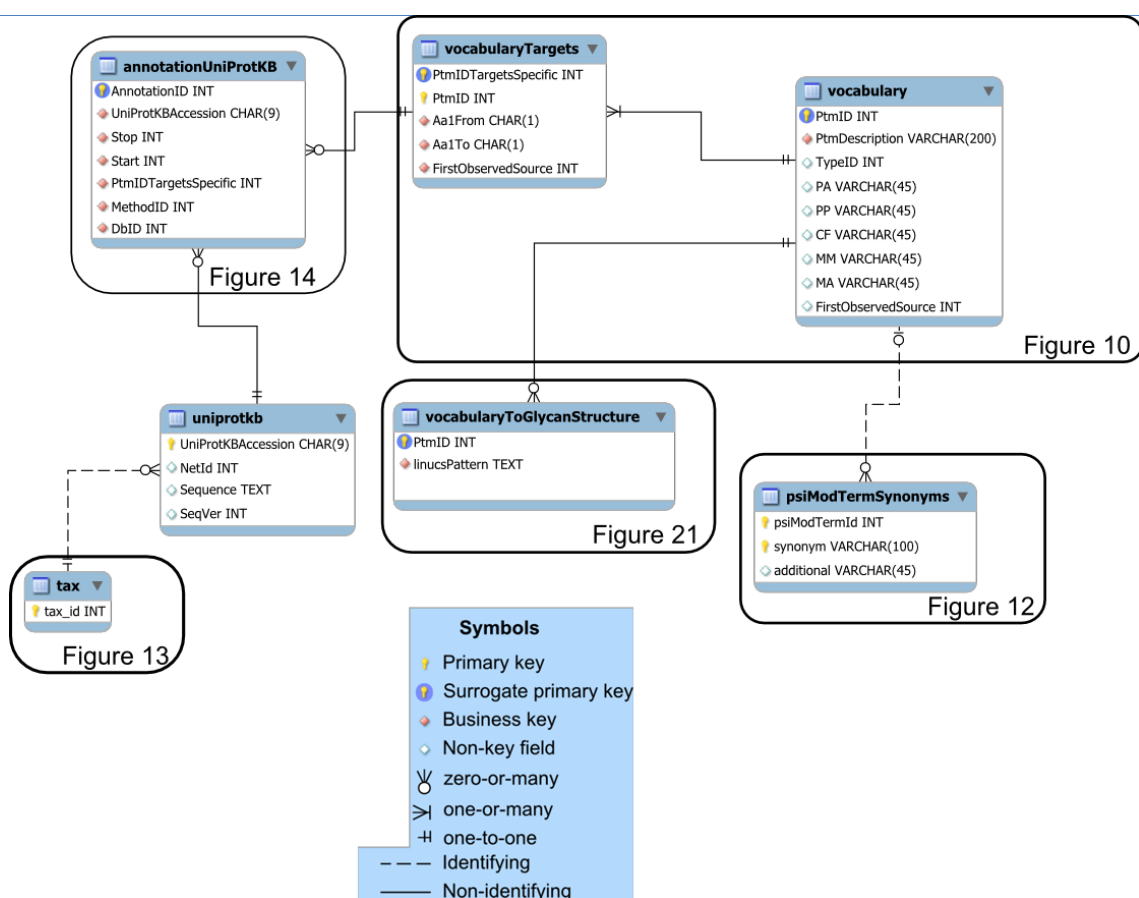 annotationUniProtKB
AnnotationID INT
UniProtKBAccession CHAR(9)
Stop INT
Start INT
PtmIDTargetsSpecific INT
MethodID INT
DbID INT
Figure 14
vocabularyTargets
PtmIDTargetsSpecific INT
PtmID INT
Aa1From CHAR(1)
Aa1To CHAR(1)
FirstObservedSource INT
vocabulary
PtmID INT
PtmDescription VARCHAR(200)
TypeID INT
PA VARCHAR(45)
PP VARCHAR(45)
CF VARCHAR(45)
MM VARCHAR(45)
MA VARCHAR(45)
FirstObservedSource INT
Figure 10
uniprotkb
UniProtKBAccession CHAR(9)
NetId INT
Sequence TEXT
SeqVer INT
vocabularyToGlycanStructure
PtmID INT
linucsPattern TEXT
Figure 21
psiModTermSynonyms
psiModTermId INT
synonym VARCHAR(100)
additional VARCHAR(45)
Figure 12
tax
tax_id INT
Figure 13
Symbols
Primary key
Surrogate primary key
Business key
Non-key field
zero-or-many
one-or-many
one-to-one
Identifying
Non-identifying